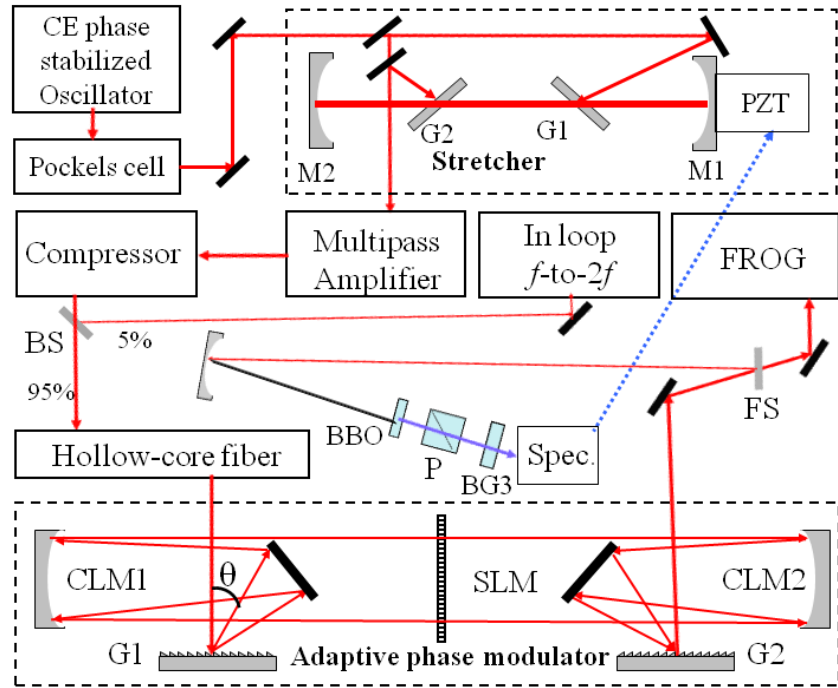 CE phase
stabilized
Oscillator
Pockels cell
M2
G2
G1
Stretcher
M1
PZT
Compressor
Multipass
Amplifier
In loop
f-to-2f
FROG
BS
5%
95%
BBO
P
BG3
Spec.
FS
Hollow-core fiber
CLM1
θ
SLM
CLM2
G1
Adaptive phase modulator
G2